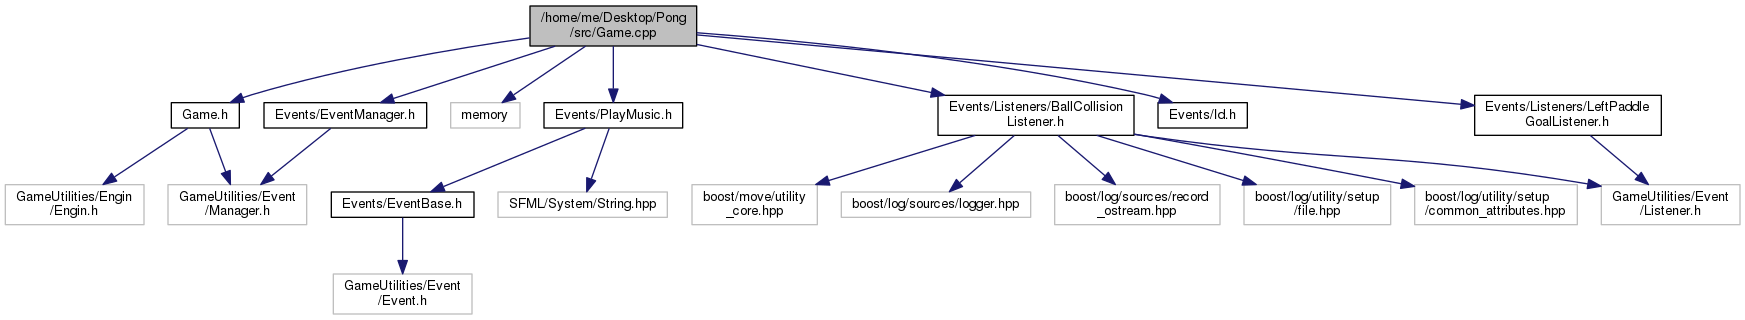 /home/me/Desktop/Pong
/src/Game.cpp
Game.h
Events/EventManager.h
memory
Events/PlayMusic.h
Events/Listeners/BallCollision
Listener.h
Events/Id.h
Events/Listeners/LeftPaddle
GoalListener.h
GameUtilities/Engin
/Engin.h
GameUtilities/Event
/Manager.h
Events/EventBase.h
SFML/System/String.hpp
boost/move/utility
_core.hpp
boost/log/sources/logger.hpp
boost/log/sources/record
_ostream.hpp
boost/log/utility/setup
/file.hpp
boost/log/utility/setup
/common_attributes.hpp
GameUtilities/Event
/Listener.h
GameUtilities/Event
/Event.h